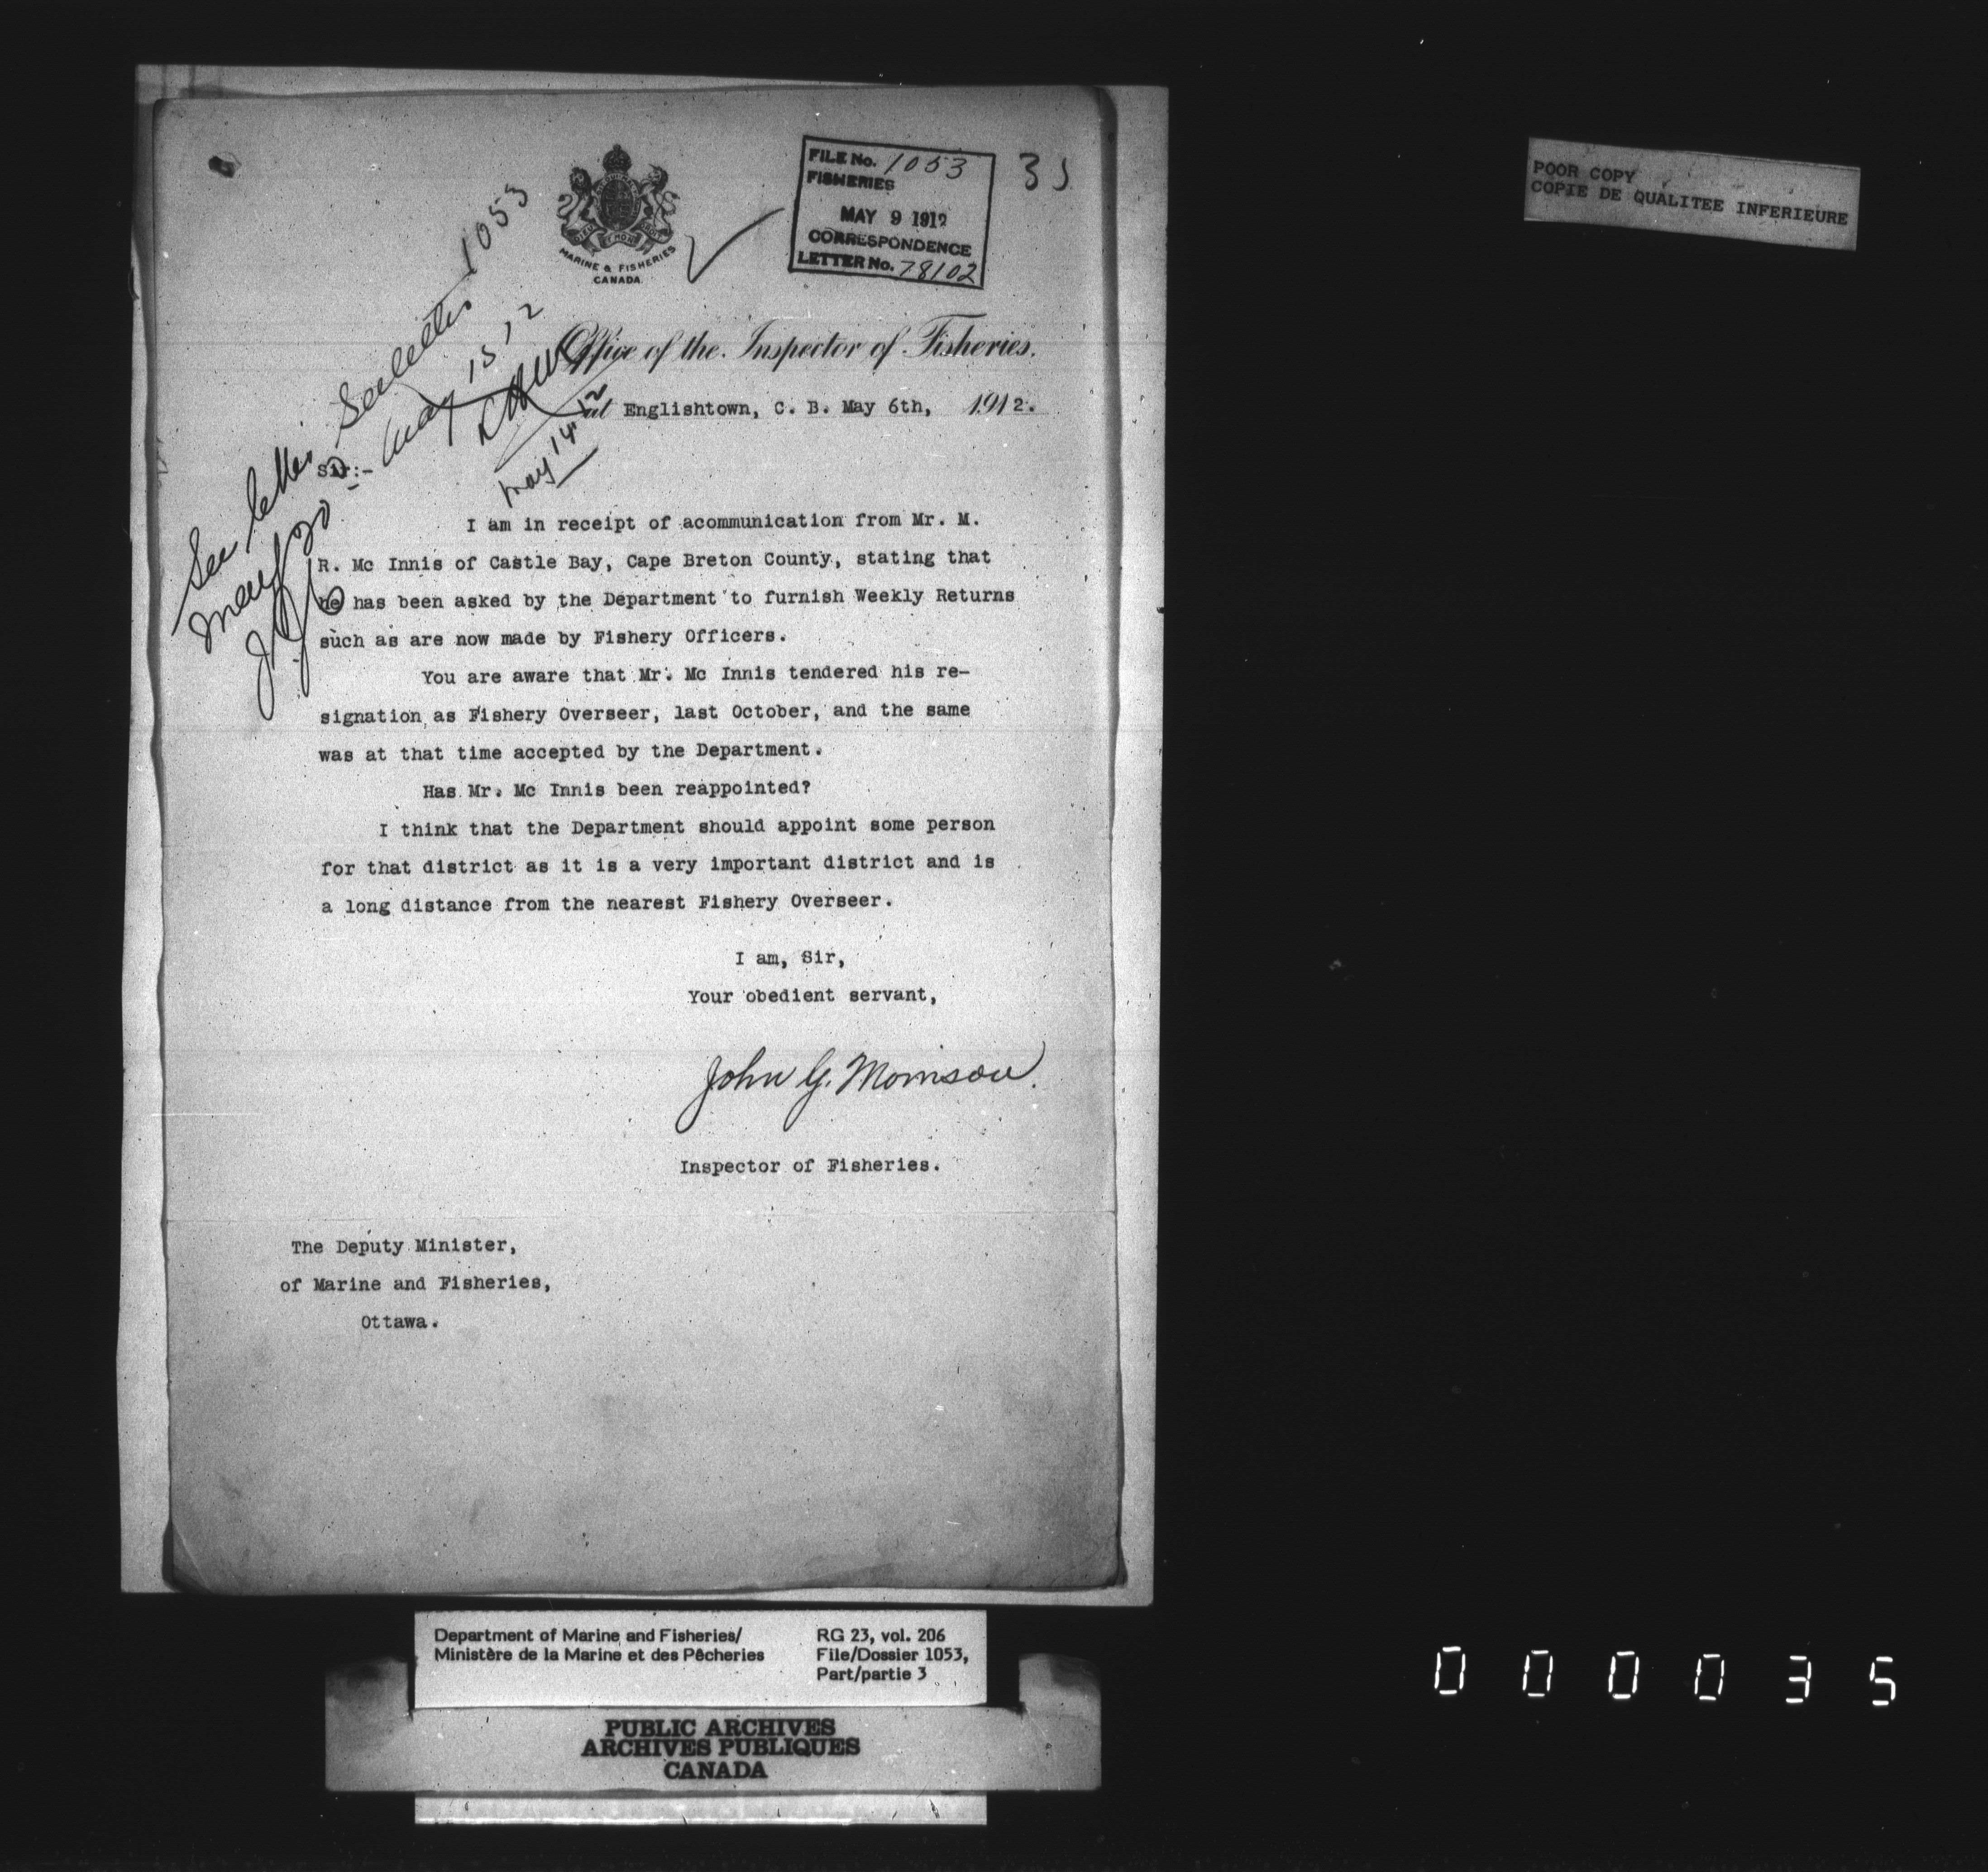 POOR COPY
COPIE DE QUALITEE INFERIEURE
FILE No. 1053
FISHERIES
MAY 9 1912
CORRESPONDENCE
LETTER No. 78102
MARINE & FISHERIES
CANADA
1053
See letter
May 15, 12
May 14 12
See letter
May 20
Office of the Inspector of Fisheries.
at Englishtown, C. B. May 6th, 1912.
Sir:-
I am in receipt of acommunication from Mr. M.
R. Mc Innis of Castle Bay, Cape Breton County, stating that
he has been asked by the Department to furnish Weekly Returns
such as are now made by Fishery Officers.
You are aware that Mr. Mc Innis tendered his re-
signation as Fishery Overseer, last October, and the same
was at that time accepted by the Department.
Has Mr. Mc Innis been reappointed?
I think that the Department should appoint some person
for that district as it is a very important district and is
a long distance from the nearest Fishery Overseer.
I am, Sir,
Your obedient servant,
John G. Morrison.
Inspector of Fisheries.
The Deputy Minister,
of Marine and Fisheries,
Ottawa.
Department of Marine and Fisheries/
Ministère de la Marine et des Pêcheries
RG 23, vol. 206
File/Dossier 1053,
Part/partie 3
PUBLIC ARCHIVES
ARCHIVES PUBLIQUES
CANADA
000035